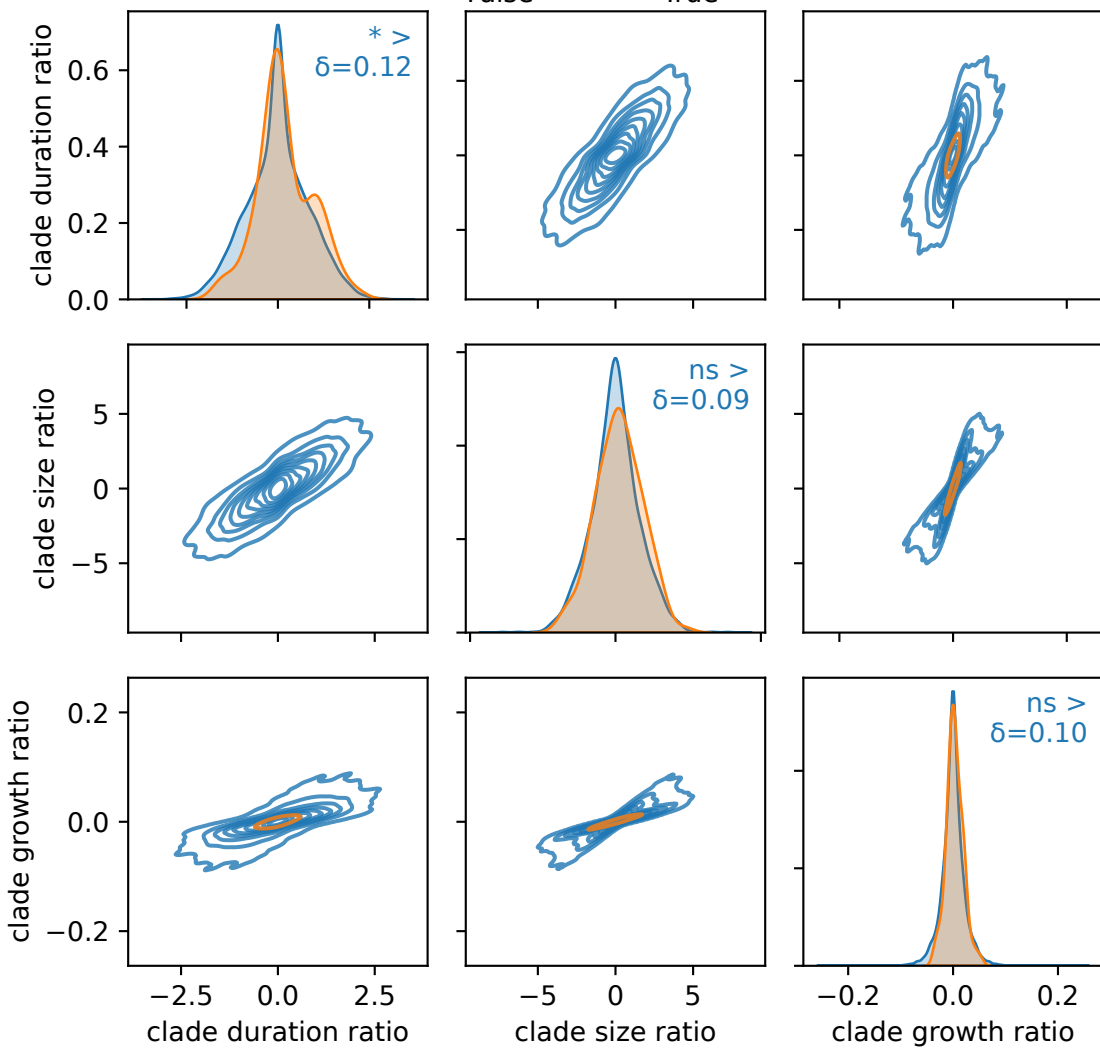 clade duration ratio
0.6
0.4
0.2
0.0
* >
δ=0.12
clade size ratio
5
0
−5
ns >
δ=0.09
clade growth ratio
0.2
0.0
−0.2
ns >
δ=0.10
−2.5 0.0 2.5
−5 0 5
−0.2 0.0 0.2
clade duration ratio
clade size ratio
clade growth ratio